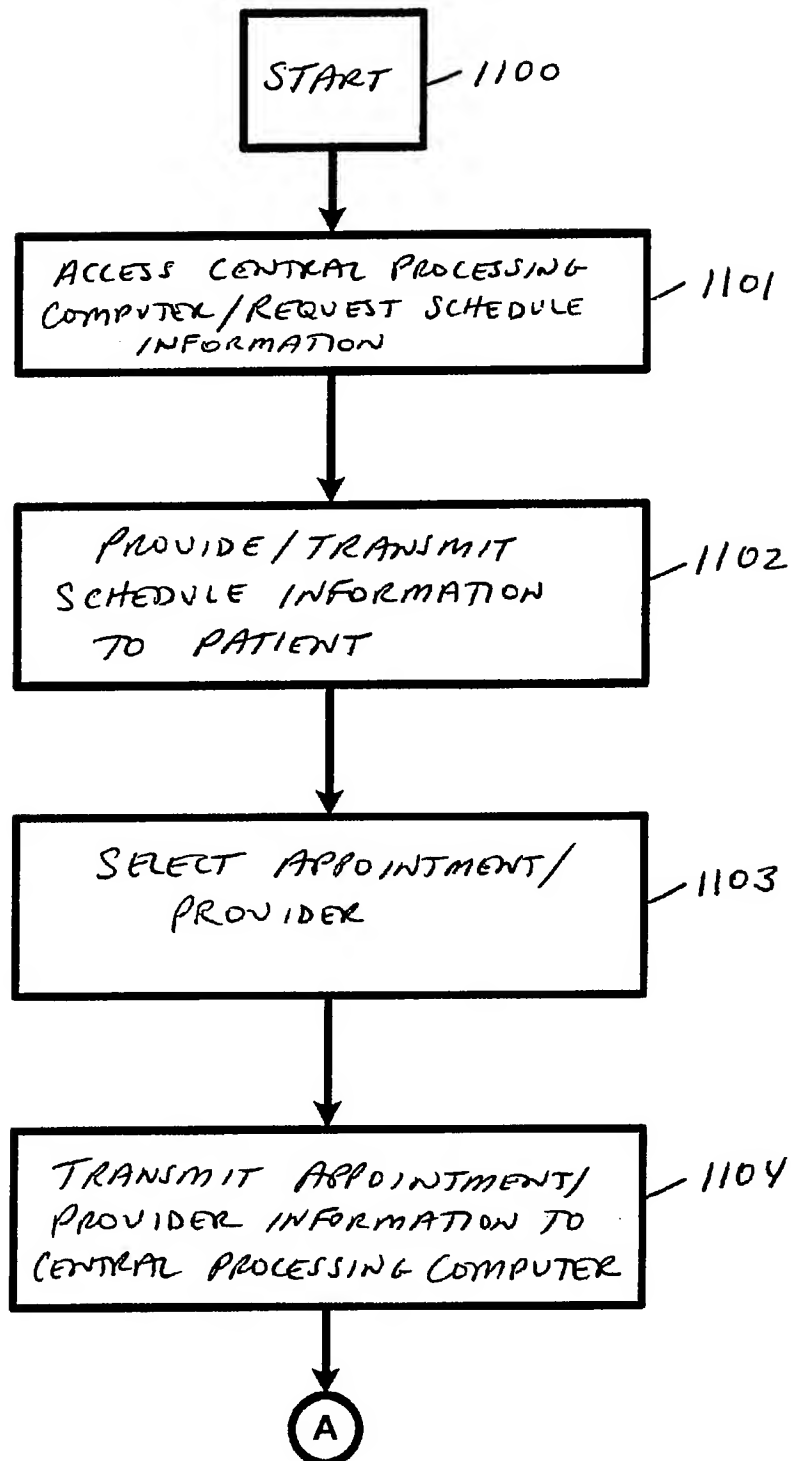 START
1100
ACCESS CENTRAL PROCESSING
COMPUTER/REQUEST SCHEDULE
INFORMATION
1101
PROVIDE/TRANSMIT
SCHEDULE INFORMATION
TO PATIENT
1102
SELECT APPOINTMENT/
PROVIDER
1103
TRANSMIT APPOINTMENT/
PROVIDER INFORMATION TO
CENTRAL PROCESSING COMPUTER
1104
A